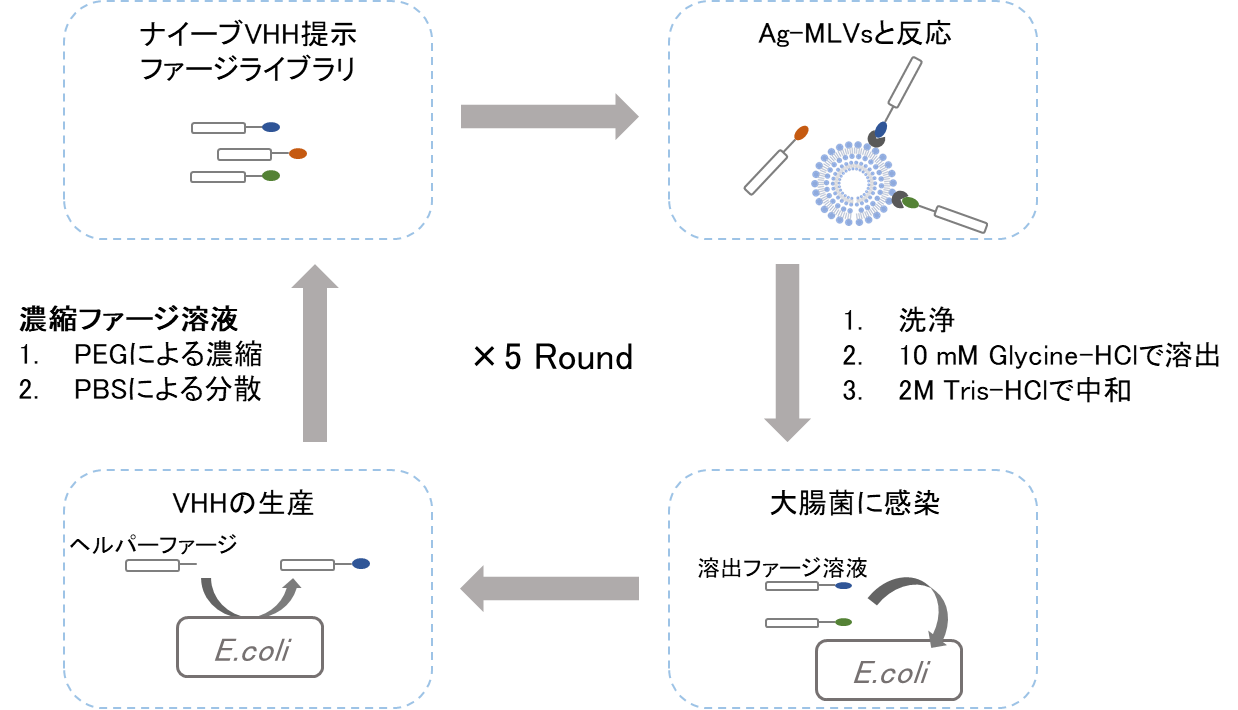 ナイーブVHH提示
ファージライブラリ
Ag-MLVsと反応
1. 洗浄
2. 10 mM Glycine-HClで溶出
3. 2M Tris-HClで中和
大腸菌に感染
溶出ファージ溶液
E.coli
VHHの生産
ヘルパーファージ
E.coli
濃縮ファージ溶液
1. PEGによる濃縮
2. PBSによる分散
×5 Round